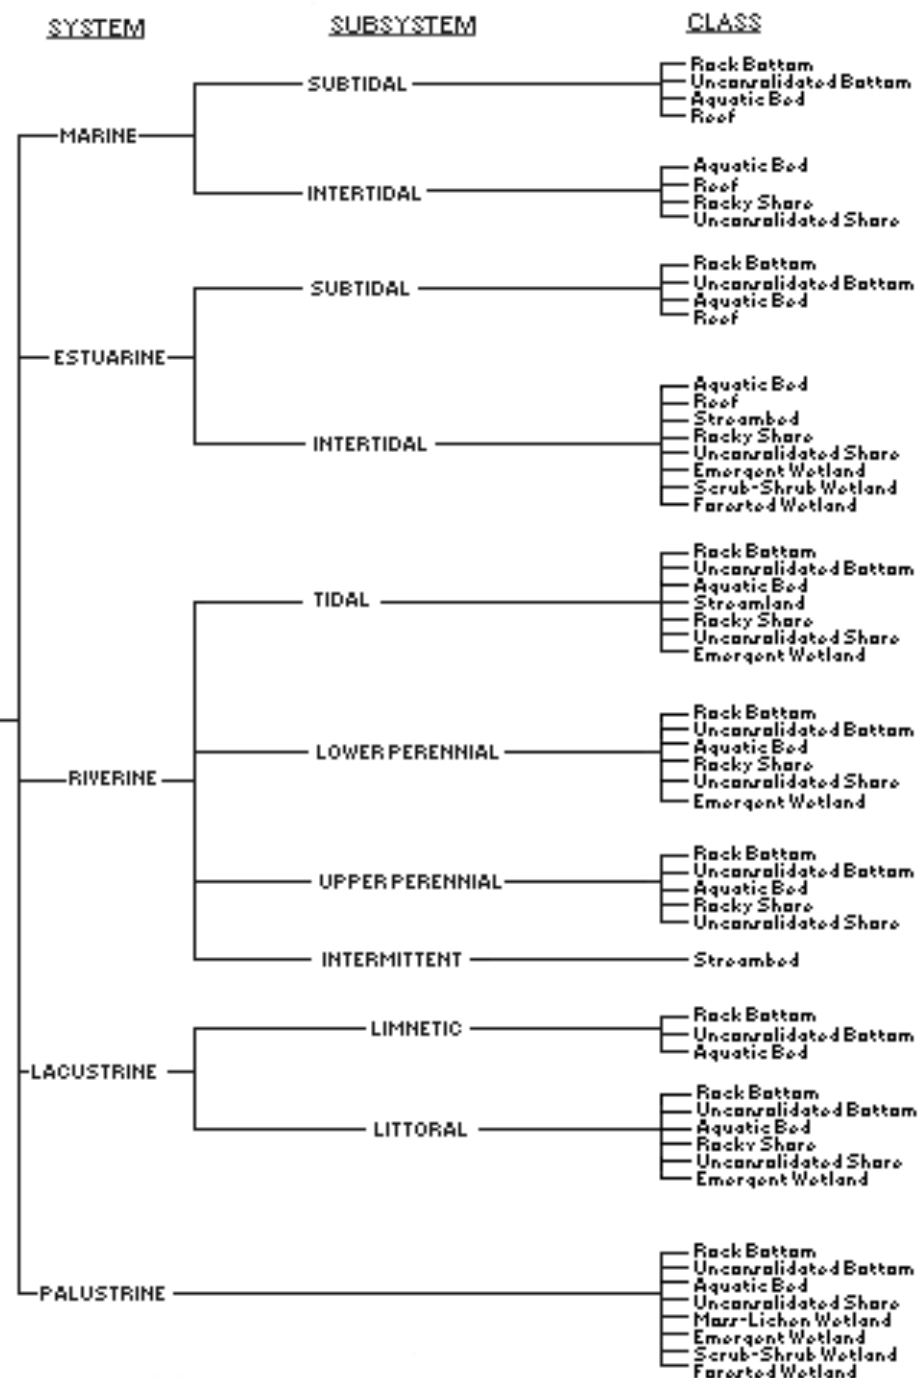 SYSTEM SUBSYSTEM CLASS
MARINE
SUBTIDAL
Rock Bottom
Unconsolidated Bottom
Aquatic Bed
Reef
INTERTIDAL
Aquatic Bed
Reef
Rocky Shore
Unconsolidated Shore
ESTUARINE
SUBTIDAL
Rock Bottom
Unconsolidated Bottom
Aquatic Bed
Reef
INTERTIDAL
Aquatic Bed
Reef
Streambed
Rocky Shore
Unconsolidated Shore
Emergent Wetland
Scrub-Shrub Wetland
Forested Wetland
RIVERINE
TIDAL
Rock Bottom
Unconsolidated Bottom
Aquatic Bed
Streamland
Rocky Shore
Unconsolidated Shore
Emergent Wetland
LOWER PERENNIAL
Rock Bottom
Unconsolidated Bottom
Aquatic Bed
Rocky Shore
Unconsolidated Shore
Emergent Wetland
UPPER PERENNIAL
Rock Bottom
Unconsolidated Bottom
Aquatic Bed
Rocky Shore
Unconsolidated Shore
INTERMITTENT
Streambed
LACUSTRINE
LIMNETIC
Rock Bottom
Unconsolidated Bottom
Aquatic Bed
LITTORAL
Rock Bottom
Unconsolidated Bottom
Aquatic Bed
Rocky Shore
Unconsolidated Shore
Emergent Wetland
PALUSTRINE
Rock Bottom
Unconsolidated Bottom
Aquatic Bed
Unconsolidated Shore
Moss-Lichen Wetland
Emergent Wetland
Scrub-Shrub Wetland
Forested Wetland